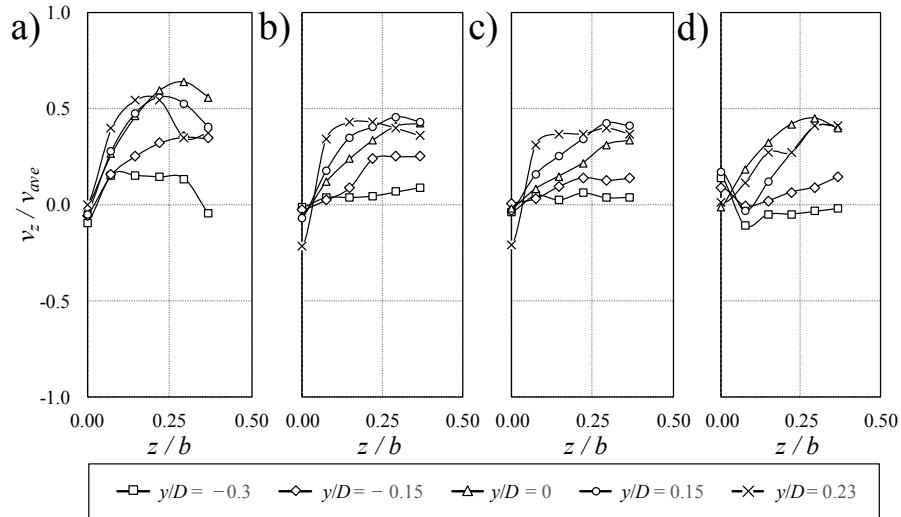 a) b) c) d)
1.0
0.5
0.0
-0.5
-1.0
v_z / v_ave
0.00 0.25 0.50 0.00 0.25 0.50 0.00 0.25 0.50 0.00 0.25 0.50
z / b z / b z / b z / b
y/D = −0.3 y/D = − 0.15 y/D = 0 y/D = 0.15 y/D = 0.23